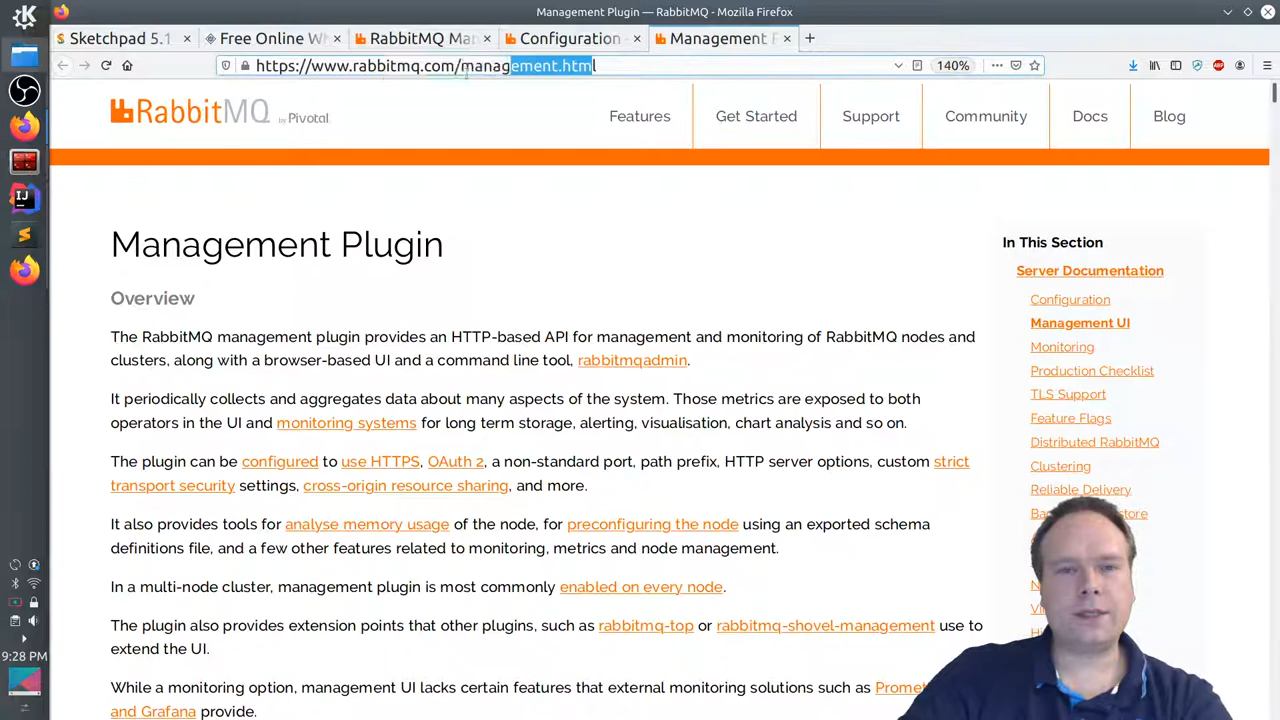 Management Plugin — RabbitMQ - Mozilla Firefox
Sketchpad 5.1
Free Online Wh
RabbitMQ Man
Configuration
Management P
https://www.rabbitmq.com/management.html
140%
ABP
RabbitMQ by Pivotal.
Features
Get Started
Support
Community
Docs
Blog
Management Plugin
Overview
The RabbitMQ management plugin provides an HTTP-based API for management and monitoring of RabbitMQ nodes and
clusters, along with a browser-based UI and a command line tool, rabbitmqadmin.
It periodically collects and aggregates data about many aspects of the system. Those metrics are exposed to both
operators in the UI and monitoring systems for long term storage, alerting, visualisation, chart analysis and so on.
The plugin can be configured to use HTTPS, OAuth 2, a non-standard port, path prefix, HTTP server options, custom strict
transport security settings, cross-origin resource sharing, and more.
It also provides tools for analyse memory usage of the node, for preconfiguring the node using an exported schema
definitions file, and a few other features related to monitoring, metrics and node management.
In a multi-node cluster, management plugin is most commonly enabled on every node.
The plugin also provides extension points that other plugins, such as rabbitmq-top or rabbitmq-shovel-management use to
extend the UI.
While a monitoring option, management UI lacks certain features that external monitoring solutions such as Promet
and Grafana provide.
In This Section
Server Documentation
Configuration
Management UI
Monitoring
Production Checklist
TLS Support
Feature Flags
Distributed RabbitMQ
Clustering
Reliable Delivery
Ba
ore
N
Vi
IJ
9:28 PM